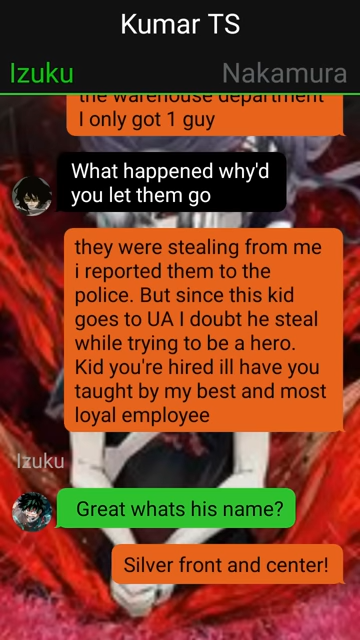 Kumar TS
Izuku Nakamura
the warehouse department
I only got 1 guy
What happened why'd
you let them go
they were stealing from me
i reported them to the
police. But since this kid
goes to UA I doubt he steal
while trying to be a hero.
Kid you're hired ill have you
taught by my best and most
loyal employee
Izuku
Great whats his name?
Silver front and center!